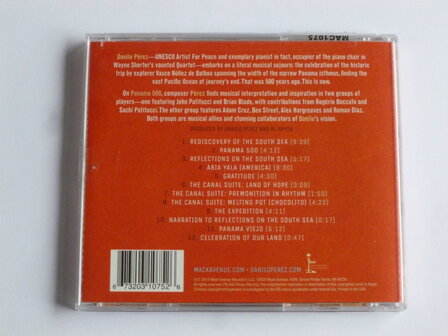 MAC1075
Danilo Pérez—UNESCO Artist For Peace and exemplary pianist in fact, occupier of the piano chair in
Wayne Shorter's vaunted Quartet—embarks on a literal musical sojourn: the celebration of the historic
trip by explorer Vasco Núñez de Balboa spanning the width of the narrow Panama isthmus, finding the
vast Pacific Ocean at journey's end. That was 500 years ago. This is now.
On Panama 500, composer Pérez finds musical interpretation and inspiration in two groups of
players—one featuring John Patitucci and Brian Blade, with contributions from Rogério Boccato and
Sachi Patitucci. The other group features Adam Cruz, Ben Street, Alex Hargreaves and Roman Díaz.
Both groups are musical allies and stunning collaborators of Danilo's vision.
PRODUCED BY DANILO PÉREZ AND AL PRYOR
1. REDISCOVERY OF THE SOUTH SEA [8:39]
2. PANAMA 500 [4:12]
3. REFLECTIONS ON THE SOUTH SEA [5:17]
4. ABIA YALA (AMERICA) [6:30]
5. GRATITUDE [4:30]
6. THE CANAL SUITE: LAND OF HOPE [3:09]
7. THE CANAL SUITE: PREMONITION IN RHYTHM [1:50]
8. THE CANAL SUITE: MELTING POT (CHOCOLITO) [4:23]
9. THE EXPEDITION [4:11]
10. NARRATION TO REFLECTIONS ON THE SOUTH SEA [0:17]
11. PANAMA VIEJO [6:12]
12. CELEBRATION OF OUR LAND [0:47]
MACKAVENUE.COM • DANILOPEREZ.COM
6 73203 10752 6